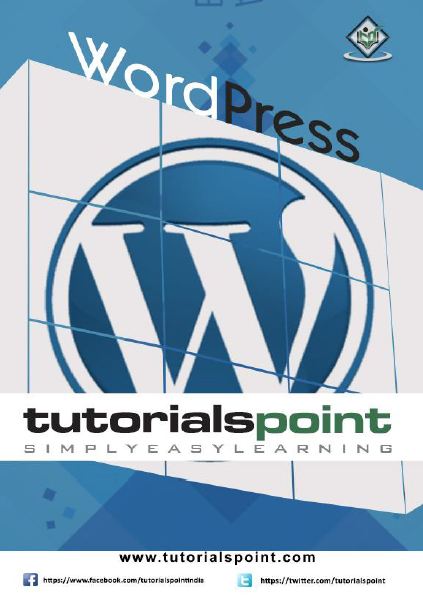 WordPress
tutorialspoint
SIMPLYEASYLEARNING
www.tutorialspoint.com
https://www.facebook.com/tutorialspointindia
https://twitter.com/tutorialspoint